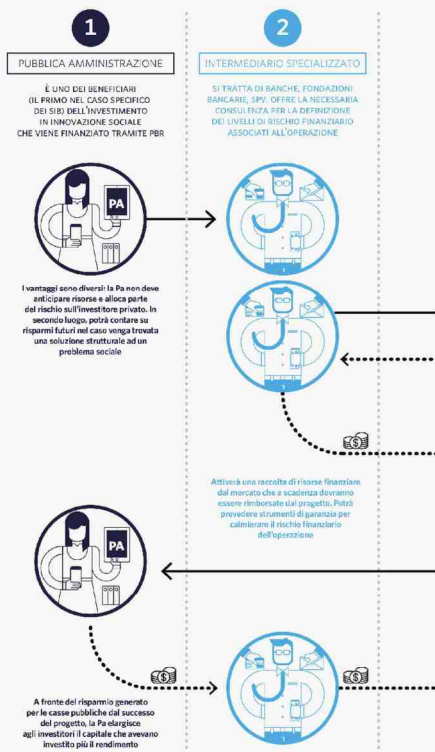 1
PUBBLICA AMMINISTRAZIONE
È UNO DEI BENEFICIARI
(IL PRIMO NEL CASO SPECIFICO
DEI SIB) DELL'INVESTIMENTO
IN INNOVAZIONE SOCIALE
CHE VIENE FINANZIATO TRAMITE PBR
PA
I vantaggi sono diversi: la Pa non deve
anticipare risorse e alloca parte
del rischio sull'investitore privato. In
secondo luogo, potrà contare su
risparmi futuri nel caso venga trovata
una soluzione strutturale ad un
problema sociale
PA
A fronte del risparmio generato
per le casse pubbliche dal successo
del progetto, la Pa elargisce
agli investitori il capitale che avevano
investito più il rendimento
2
INTERMEDIARIO SPECIALIZZATO
SI TRATTA DI BANCHE, FONDAZIONI
BANCARIE, SPV. OFFRE LA NECESSARIA
CONSULENZA PER LA DEFINIZIONE
DEI LIVELLI DI RISCHIO FINANZIARIO
ASSOCIATI ALL'OPERAZIONE
$
Attiverà una raccolta di risorse finanziare
dal mercato che a scadenza dovranno
essere rimborsate dal progetto. Potrà
prevedere strumenti di garanzia per
calmierare il rischio finanziario
dell'operazione
$
$